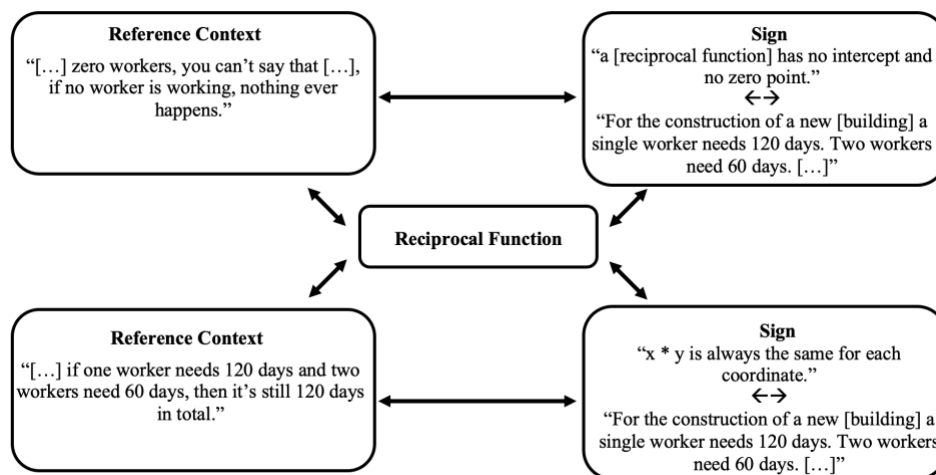 Reference Context
“[…] zero workers, you can’t say that […],
if no worker is working, nothing ever
happens.”
Sign
“a [reciprocal function] has no intercept and
no zero point.”
←→
“For the construction of a new [building] a
single worker needs 120 days. Two workers
need 60 days. […]”
Reciprocal Function
Reference Context
“[…] if one worker needs 120 days and two
workers need 60 days, then it’s still 120 days
in total.”
Sign
“x * y is always the same for each
coordinate.”
←→
“For the construction of a new [building] a
single worker needs 120 days. Two workers
need 60 days. […]”